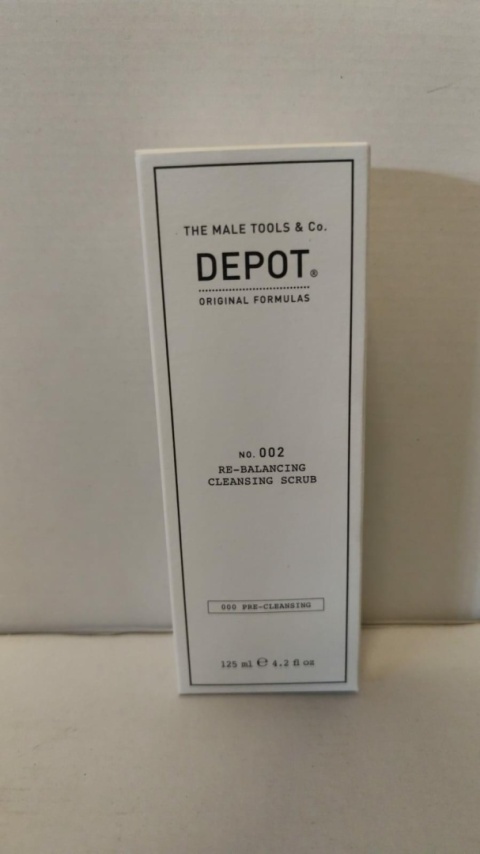 THE MALE TOOLS & Co.
DEPOT®
ORIGINAL FORMULAS
NO. 002
RE-BALANCING
CLEANSING SCRUB
000 PRE-CLEANSING
125 ml ℮ 4.2 fl oz